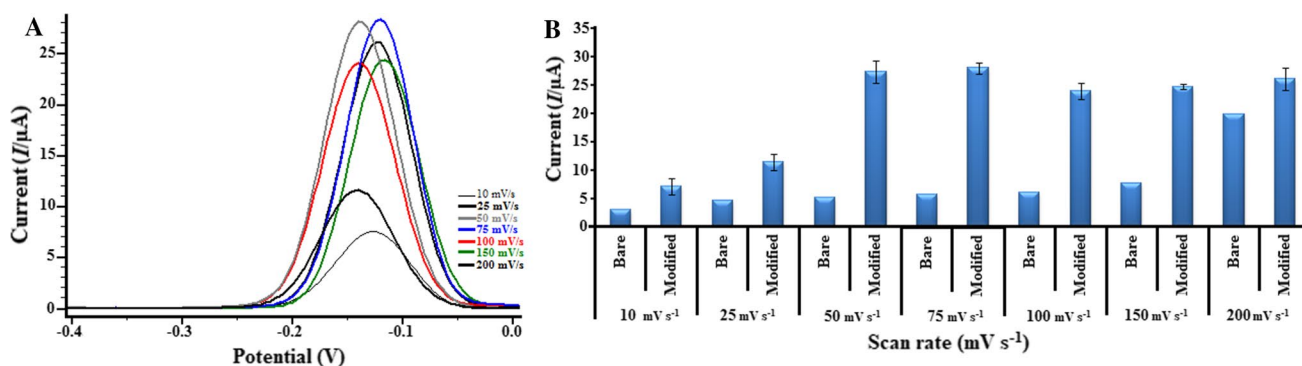 A
Current (I/µA)
25
20
15
10
5
0
-0.4
-0.3
-0.2
-0.1
0.0
Potential (V)
10 mV/s
25 mV/s
50 mV/s
75 mV/s
100 mV/s
150 mV/s
200 mV/s
B
Current (I/µA)
35
30
25
20
15
10
5
0
Bare
Modified
Bare
Modified
Bare
Modified
Bare
Modified
Bare
Modified
Bare
Modified
Bare
Modified
10 mV s-1
25 mV s-1
50 mV s-1
75 mV s-1
100 mV s-1
150 mV s-1
200 mV s-1
Scan rate (mV s-1)